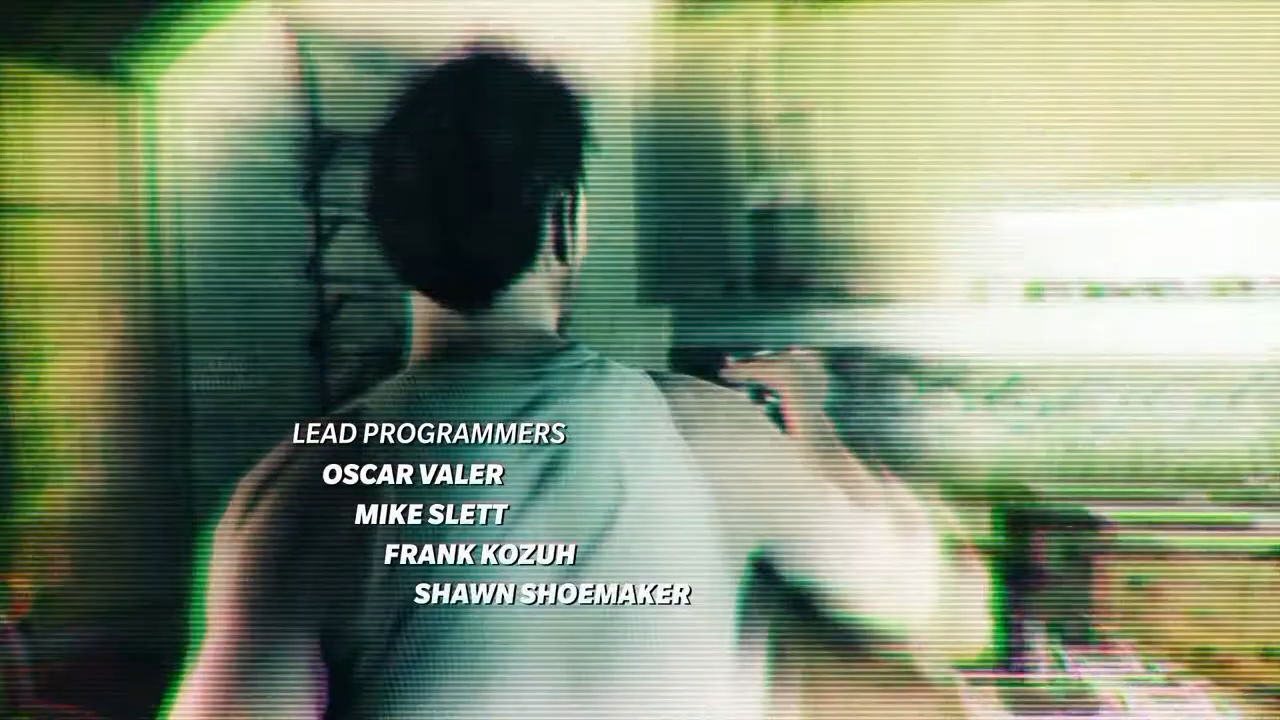 LEAD PROGRAMMERS
OSCAR VALER
MIKE SLETT
FRANK KOZUH
SHAWN SHOEMAKER